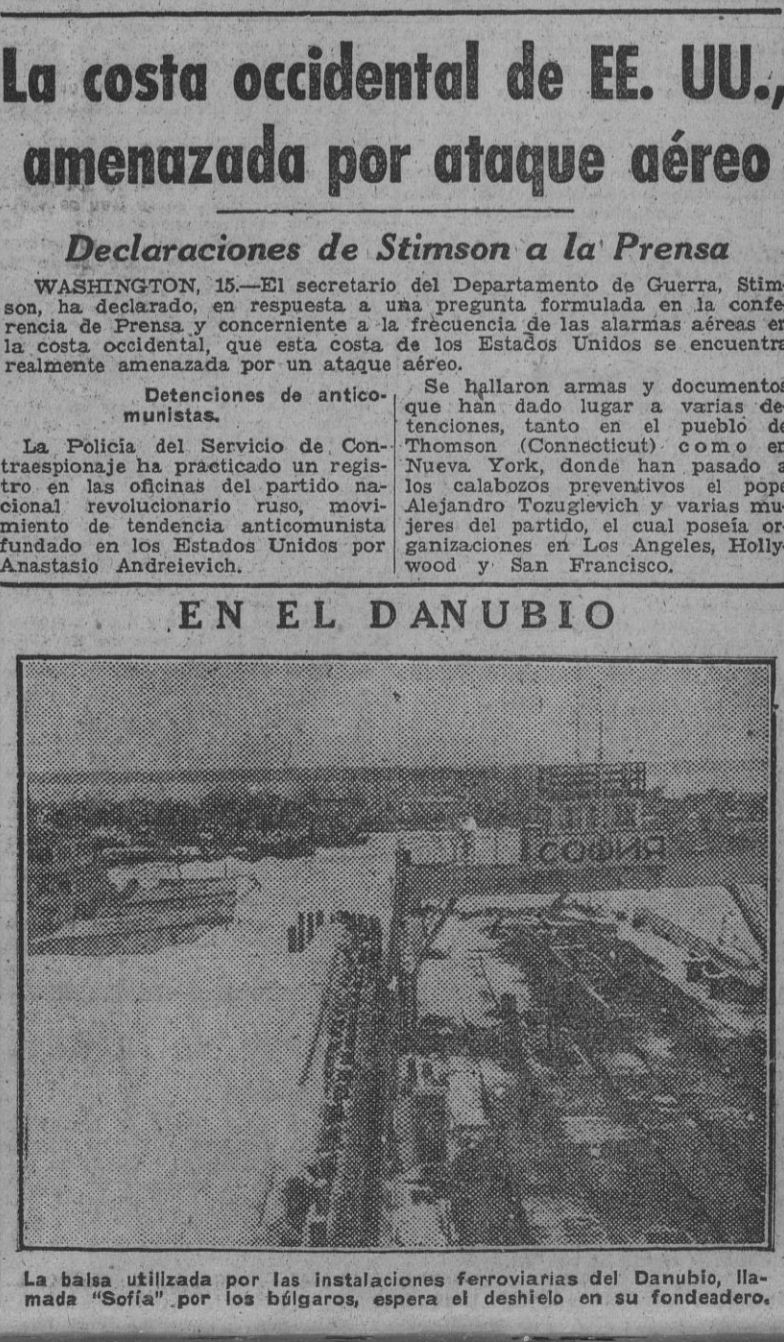 La costa occidental de EE. UU.,
amenazada por ataque aéreo
Declaraciones de Stimson a la Prensa
WASHINGTON, 15.—El secretario del Departamento de Guerra, Stim-
son, ha declarado, en respuesta a una pregunta formulada en la confe
rencia de Prensa y concerniente a la frecuencia de las alarmas aéreas en
la costa occidental, que esta costa de los Estados Unidos se encuentra
realmente amenazada por un ataque aéreo.
Detenciones de antico-
munistas.
La Policía del Servicio de Con-
traespionaje ha practicado un regis-
tro en las oficinas del partido na-
cional revolucionario ruso, movi-
miento de tendencia anticomunista
fundado en los Estados Unidos por
Anastasio Andreievich.
Se hallaron armas y documentos
que han dado lugar a varias de-
tenciones, tanto en el pueblo de
Thomson (Connecticut) como en
Nueva York, donde han pasado a
los calabozos preventivos el pope
Alejandro Tozuglevich y varias mu-
jeres del partido, el cual poseía or-
ganizaciones en Los Angeles, Holly-
wood y San Francisco.
EN EL DANUBIO
СОФИЯ
La balsa utilizada por las instalaciones ferroviarias del Danubio, lla-
mada "Sofía" por los búlgaros, espera el deshielo en su fondeadero.